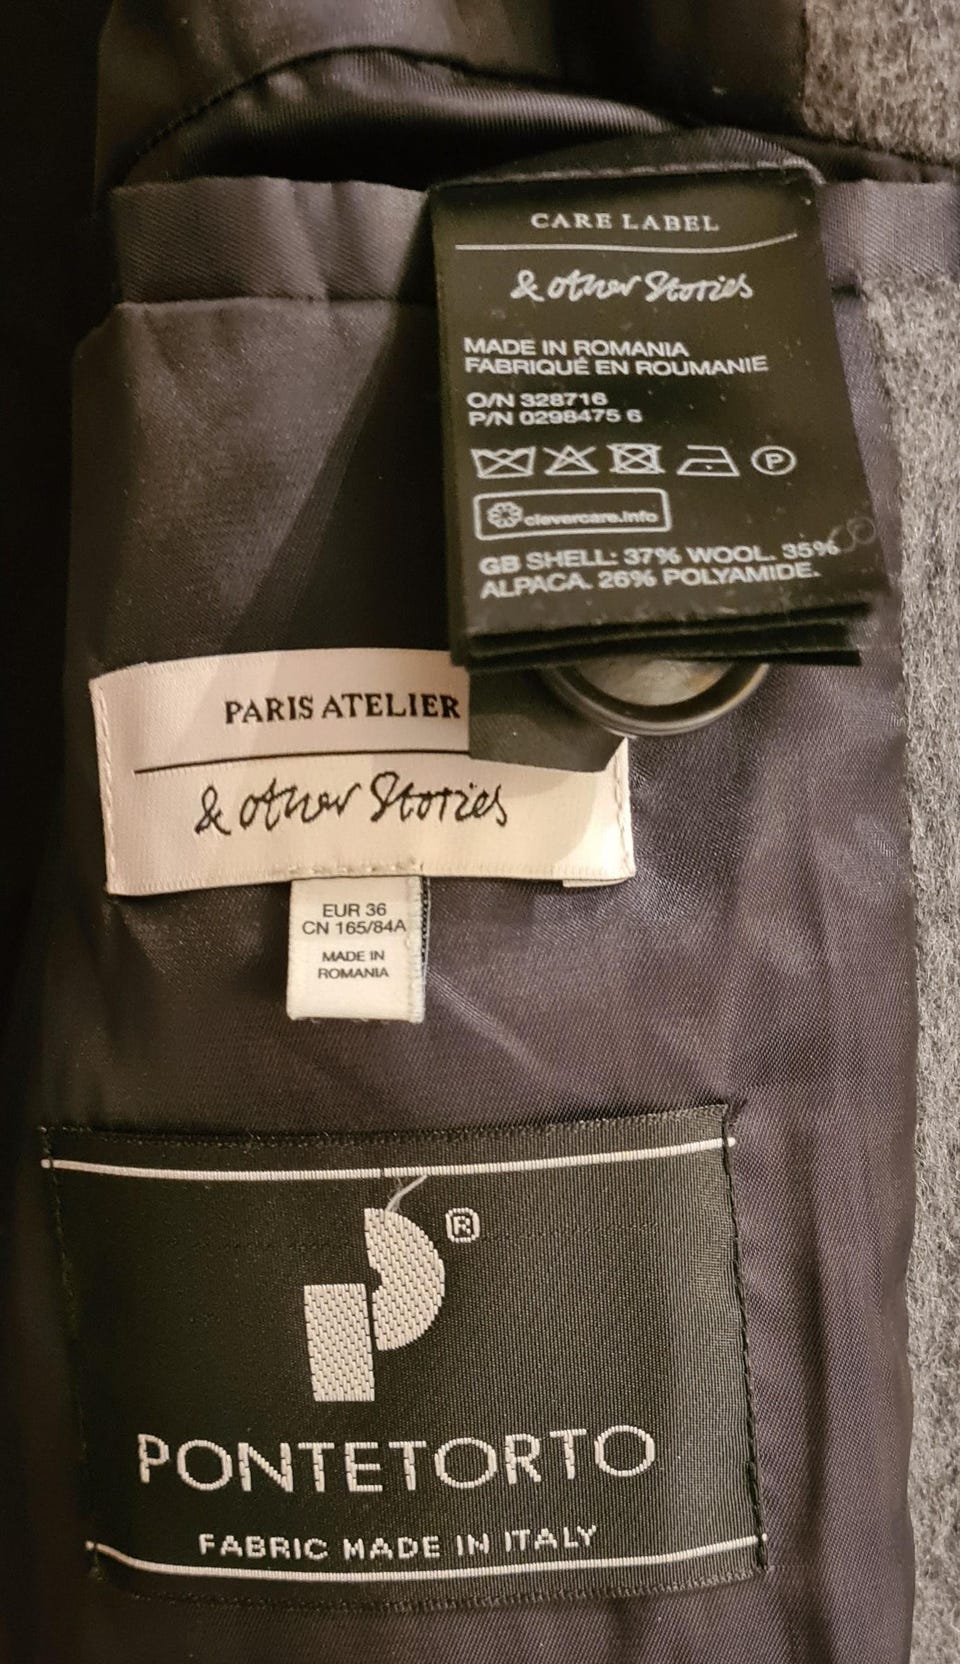 CARE LABEL
& other Stories
MADE IN ROMANIA
FABRIQUÉ EN ROUMANIE
O/N 328716
P/N 0298475 6
P
clevercare.info
GB SHELL: 37% WOOL. 35%
ALPACA. 26% POLYAMIDE.
PARIS ATELIER
& other Stories
EUR 36
CN 165/84A
MADE IN
ROMANIA
®
PONTETORTO
FABRIC MADE IN ITALY